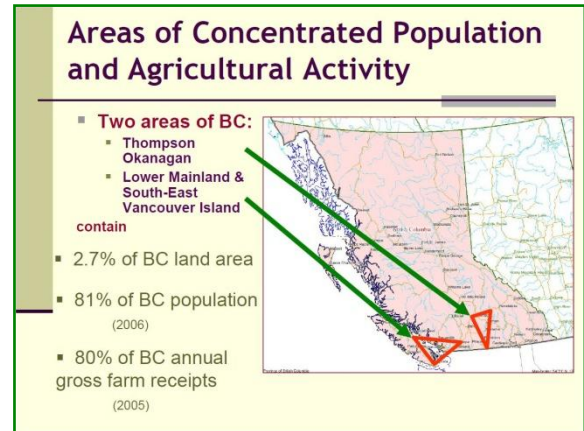 Areas of Concentrated Population
and Agricultural Activity
Two areas of BC:
Thompson
Okanagan
Lower Mainland &
South-East
Vancouver Island
contain
2.7% of BC land area
81% of BC population
(2006)
80% of BC annual
gross farm receipts
(2005)